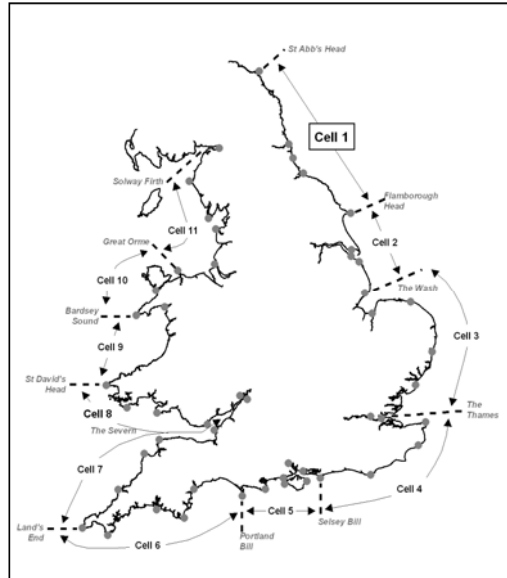 St Abb's Head
Cell 1
Solway Firth
Flamborough
Head
Cell 11
Great Orme
Cell 2
Cell 10
The Wash
Bardsey
Sound
Cell 3
Cell 9
St David's
Head
Cell 8
The
Thames
The Severn
Cell 7
Cell 4
Cell 5
Selsey Bill
Land's
End
Cell 6
Portland
Bill